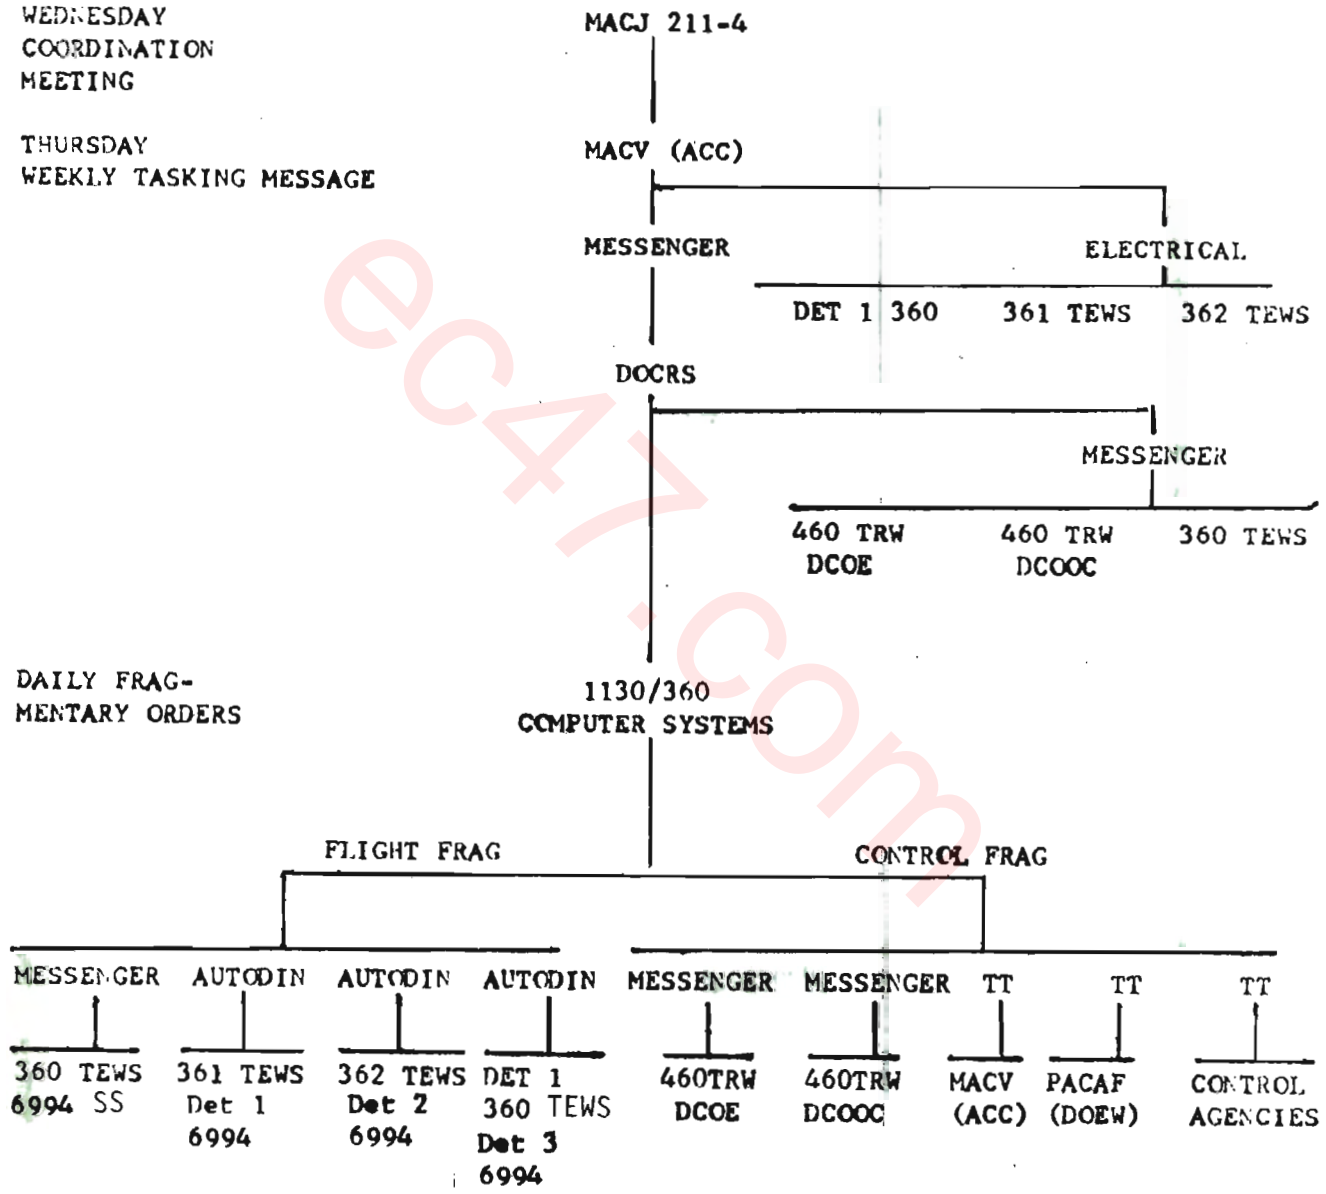 WEDNESDAY
COORDINATION
MEETING
MACJ 211-4
THURSDAY
WEEKLY TASKING MESSAGE
MACV (ACC)
MESSENGER
ELECTRICAL
DET 1 360
361 TEWS
362 TEWS
DOCRS
MESSENGER
460 TRW
DCOE
460 TRW
DCOOC
360 TEWS
DAILY FRAG-
MENTARY ORDERS
1130/360
COMPUTER SYSTEMS
FLIGHT FRAG
CONTROL FRAG
MESSENGER
AUTODIN
AUTODIN
AUTODIN
MESSENGER
MESSENGER
TT
TT
TT
360 TEWS
6994 SS
361 TEWS
Det 1
6994
362 TEWS
Det 2
6994
DET 1
360 TEWS
Det 3
6994
460TRW
DCOE
460TRW
DCOOC
MACV
(ACC)
PACAF
(DOEW)
CONTROL
AGENCIES
ec47.com